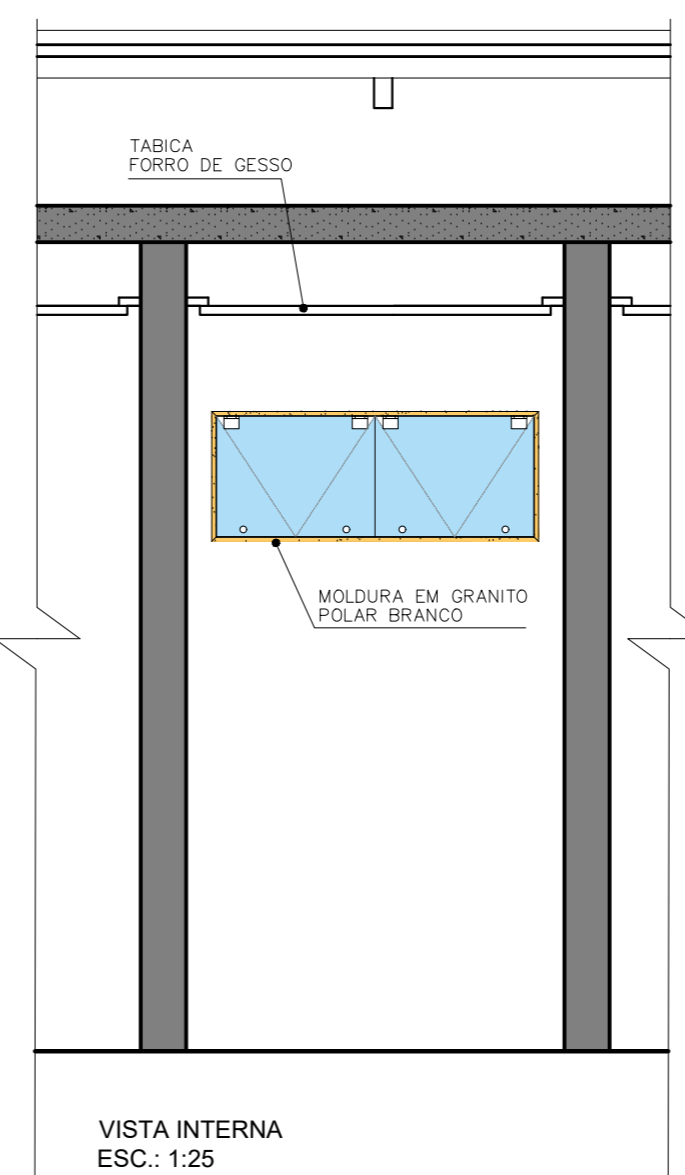 TABICA
FORRO DE GESSO
MOLDURA EM GRANITO
POLAR BRANCO
VISTA INTERNA
ESC.: 1:25